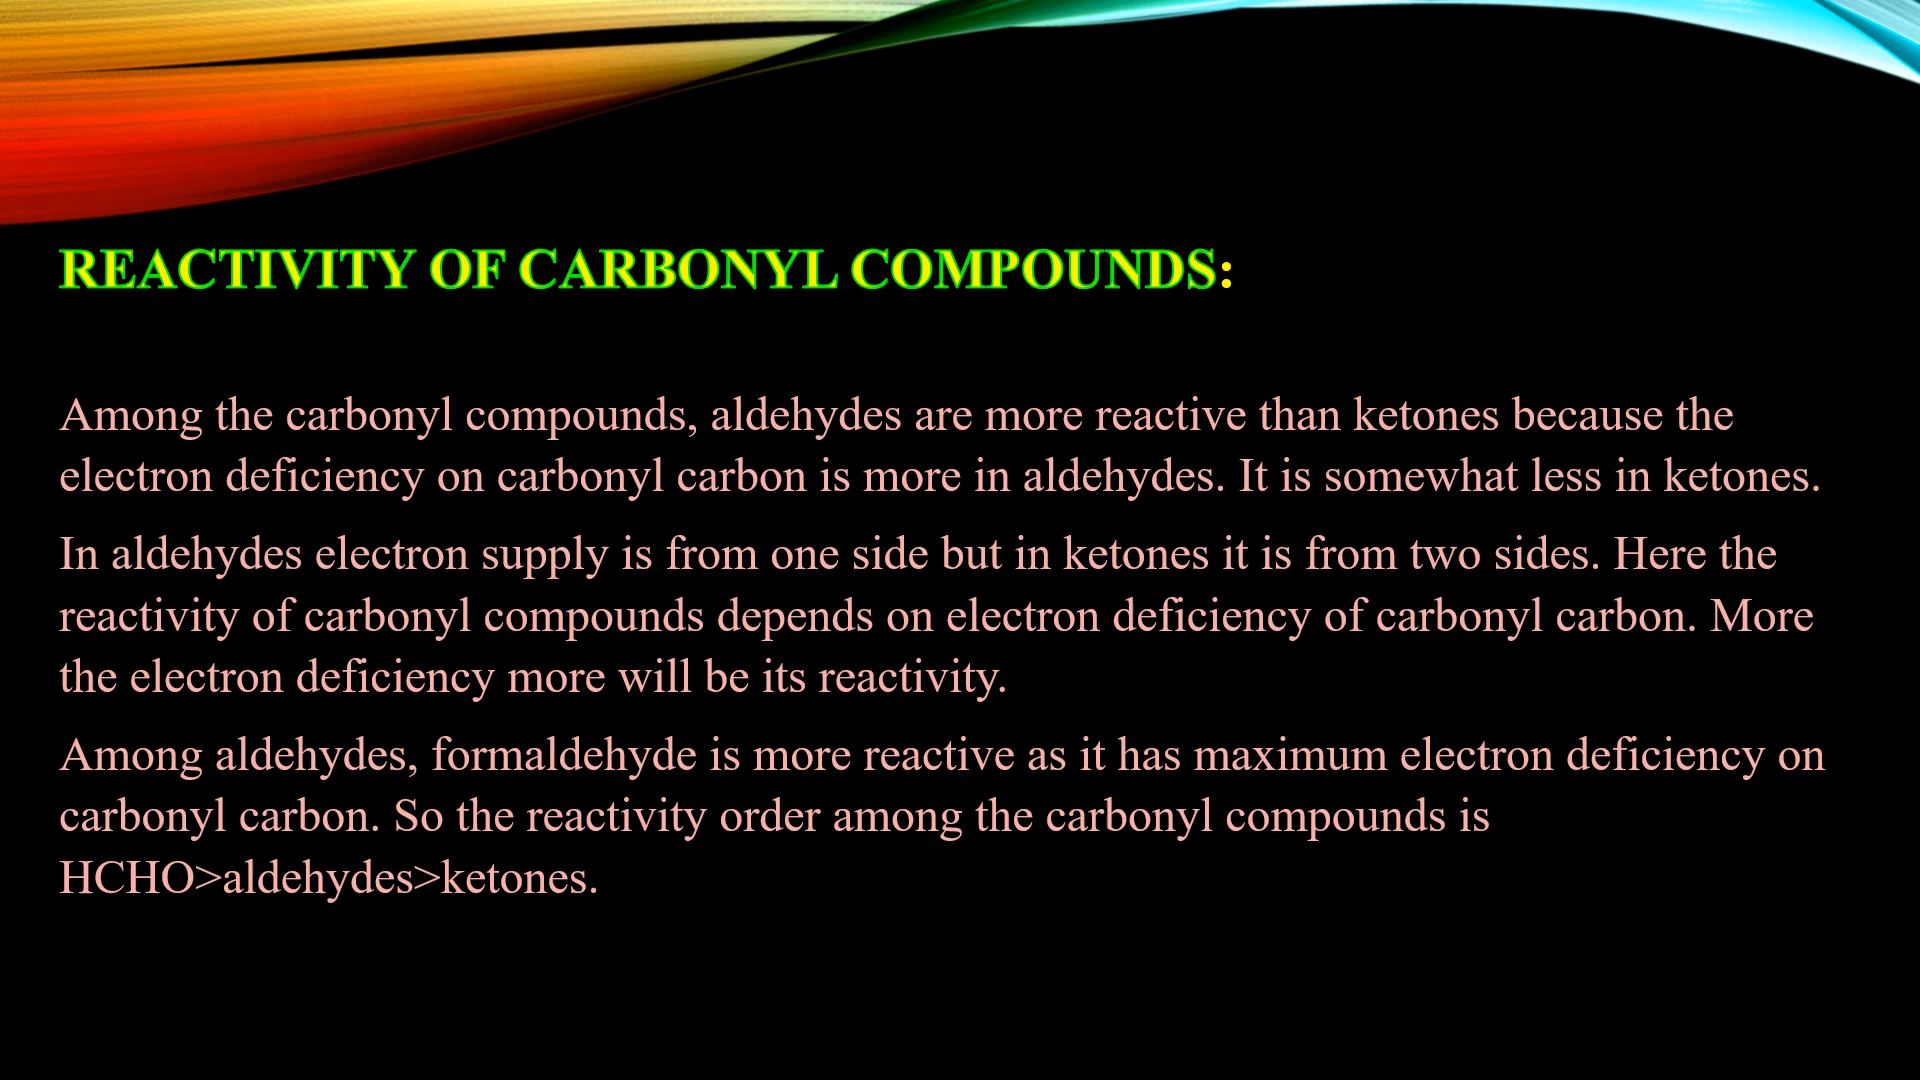 REACTIVITY OF CARBONYL COMPOUNDS:
Among the carbonyl compounds, aldehydes are more reactive than ketones because the
electron deficiency on carbonyl carbon is more in aldehydes. It is somewhat less in ketones.
In aldehydes electron supply is from one side but in ketones it is from two sides. Here the
reactivity of carbonyl compounds depends on electron deficiency of carbonyl carbon. More
the electron deficiency more will be its reactivity.
Among aldehydes, formaldehyde is more reactive as it has maximum electron deficiency on
carbonyl carbon. So the reactivity order among the carbonyl compounds is
HCHO>aldehydes>ketones.